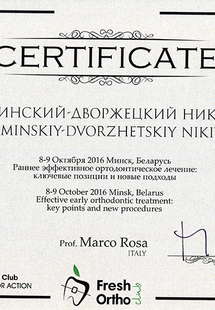 CERTIFICATE
ИНСКИЙ-ДВОРЖЕЦКИЙ НИК
MINSKIY-DVORZHETSKIY NIKI
8-9 Октября 2016 Минск, Беларусь
Раннее эффективное ортодонтическое лечение:
ключевые позиции и новые подходы
8-9 October 2016 Minsk, Belarus
Effective early orthodontic treatment:
key points and new procedures
Prof. Marco Rosa
ITALY
Club
OR ACTION
Fresh
Ortho club